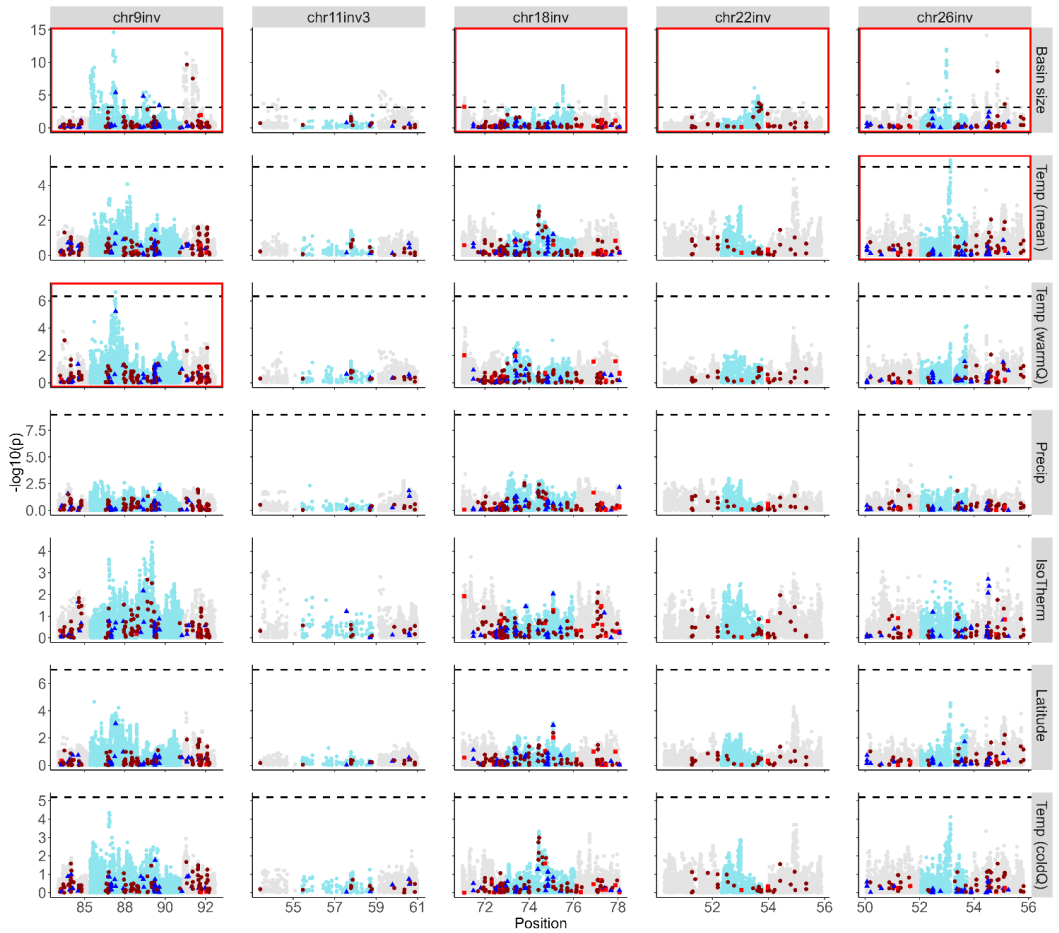 chr9inv chr11inv3 chr18inv chr22inv chr26inv
15
10
5
0
Basin size
4
2
0
Temp (mean)
6
4
2
0
Temp (warmQ)
7.5
5.0
2.5
0.0
Precip
-log10(p)
4
3
2
1
0
IsoTherm
6
4
2
0
Latitude
5
4
3
2
1
0
Temp (coldQ)
85 88 90 92 55 57 59 61 72 74 76 78 52 54 56 50 52 54 56
Position